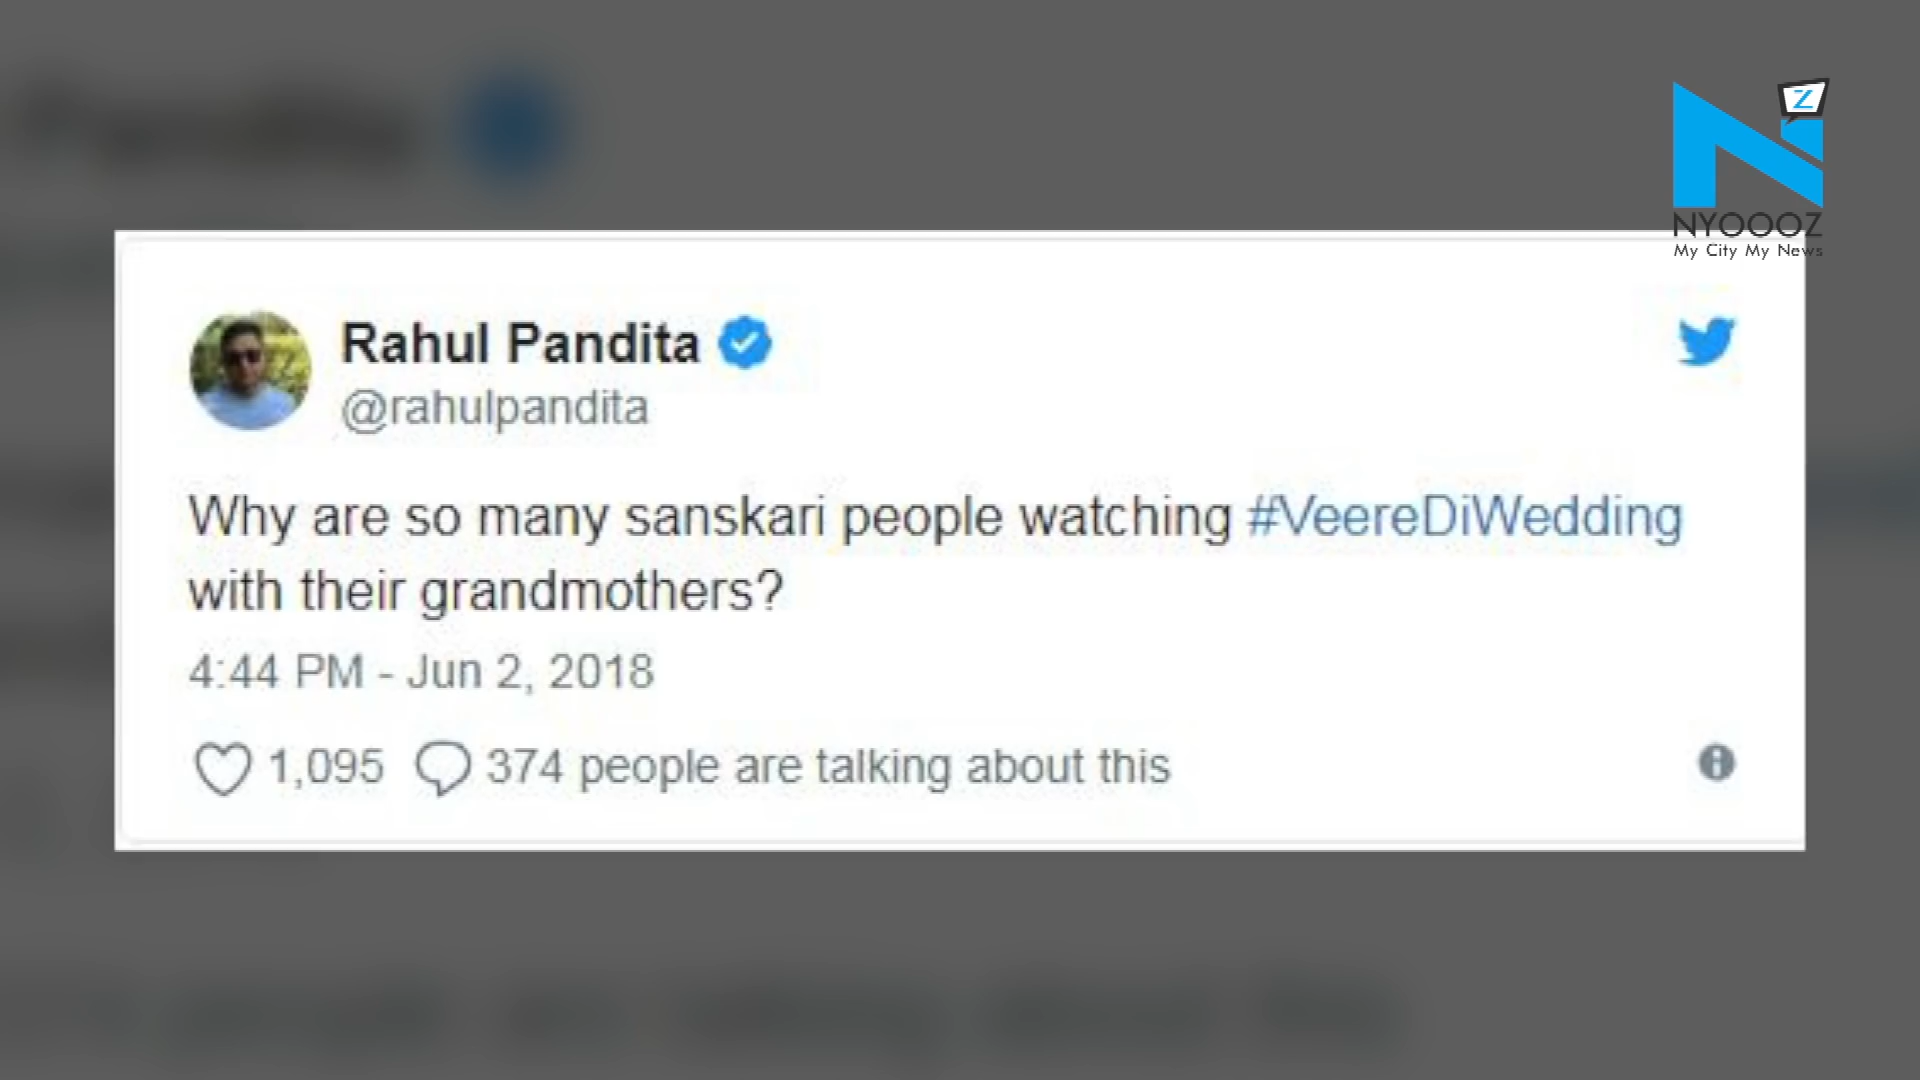 Z
NYOOOZ
My City My News
Rahul Pandita
@rahulpandita
Why are so many sanskari people watching #VeereDiWedding
with their grandmothers?
4:44 PM - Jun 2, 2018
1,095 374 people are talking about this